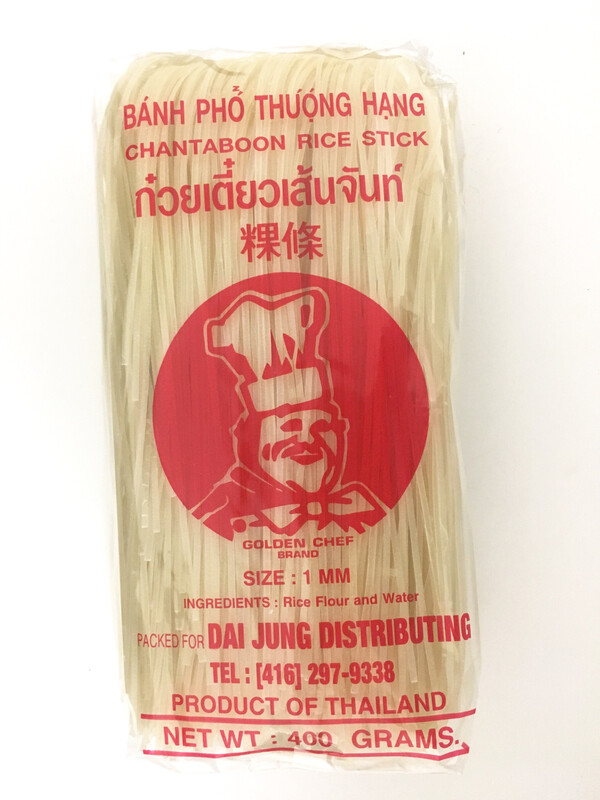 BÁNH PHỞ THƯỢNG HẠNG
CHANTABOON RICE STICK
ก๋วยเตี๋ยวเส้นจันท์
粿條
GOLDEN CHEF
BRAND
SIZE : 1 MM
INGREDIENTS : Rice Flour and Water
PACKED FOR DAI JUNG DISTRIBUTING
TEL : [416] 297-9338
PRODUCT OF THAILAND
NET WT : 400 GRAMS.